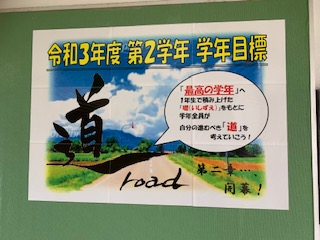 令和3年度 第2学年 学年目標
道
「最高の学年」へ
1年生で積み上げた
「礎(いしずえ)」をもとに
学年全員が
自分の進むべき「道」を
考えていこう!
road
第二章‥‥
開幕!